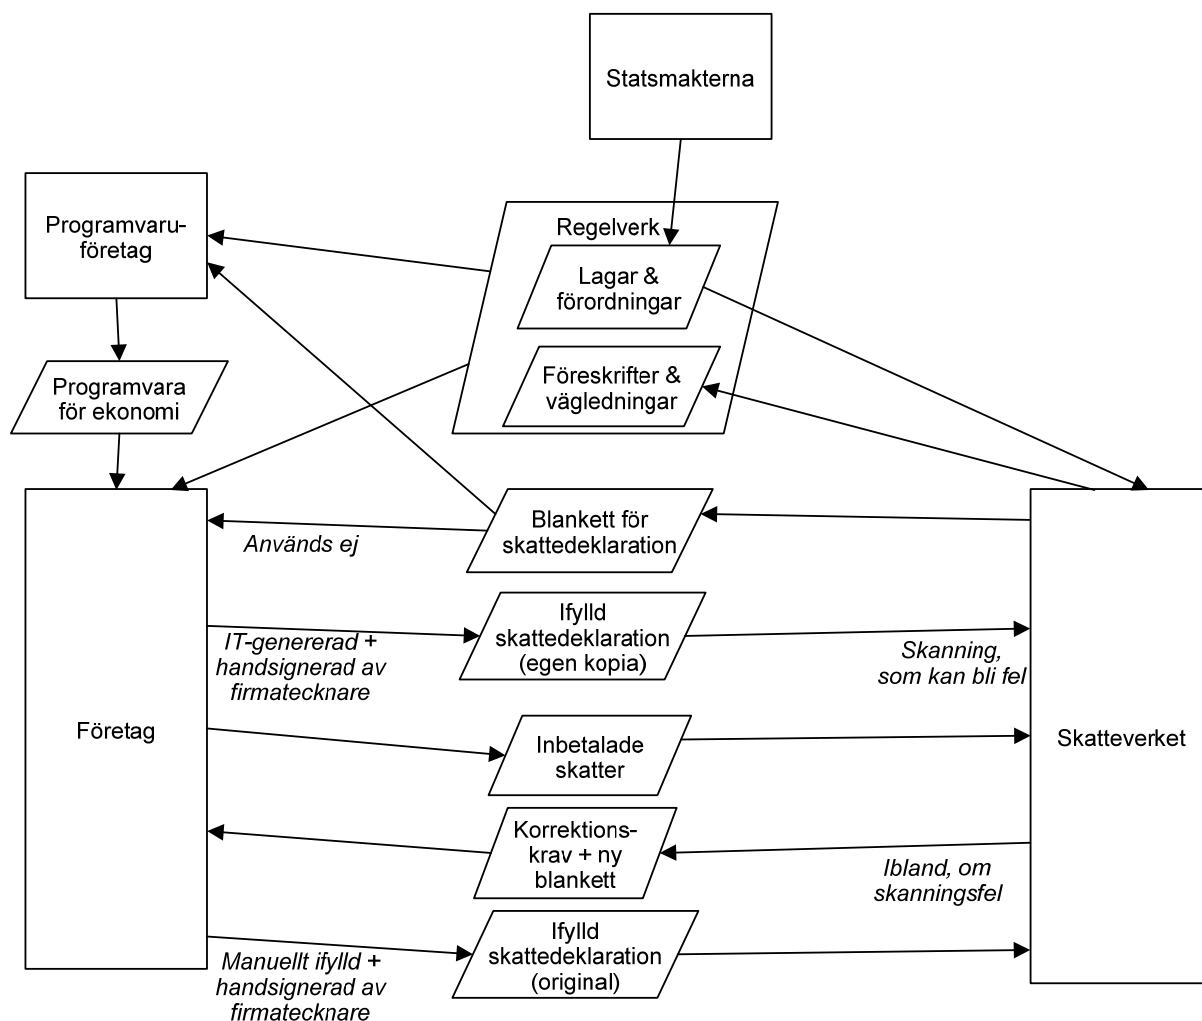 Statsmakterna
Programvaru-
företag
Regelverk
Lagar &
förordningar
Föreskrifter &
vägledningar
Programvara
för ekonomi
Blankett för
skattedeklaration
Används ej
Ifylld
skattedeklaration
(egen kopia)
IT-genererad +
handsignerad av
firmatecknare
Skanning,
som kan bli fel
Företag
Inbetalade
skatter
Skatteverket
Korrektions-
krav + ny
blankett
Ibland, om
skanningsfel
Ifylld
skattedeklaration
(original)
Manuellt ifylld +
handsignerad av
firmatecknare